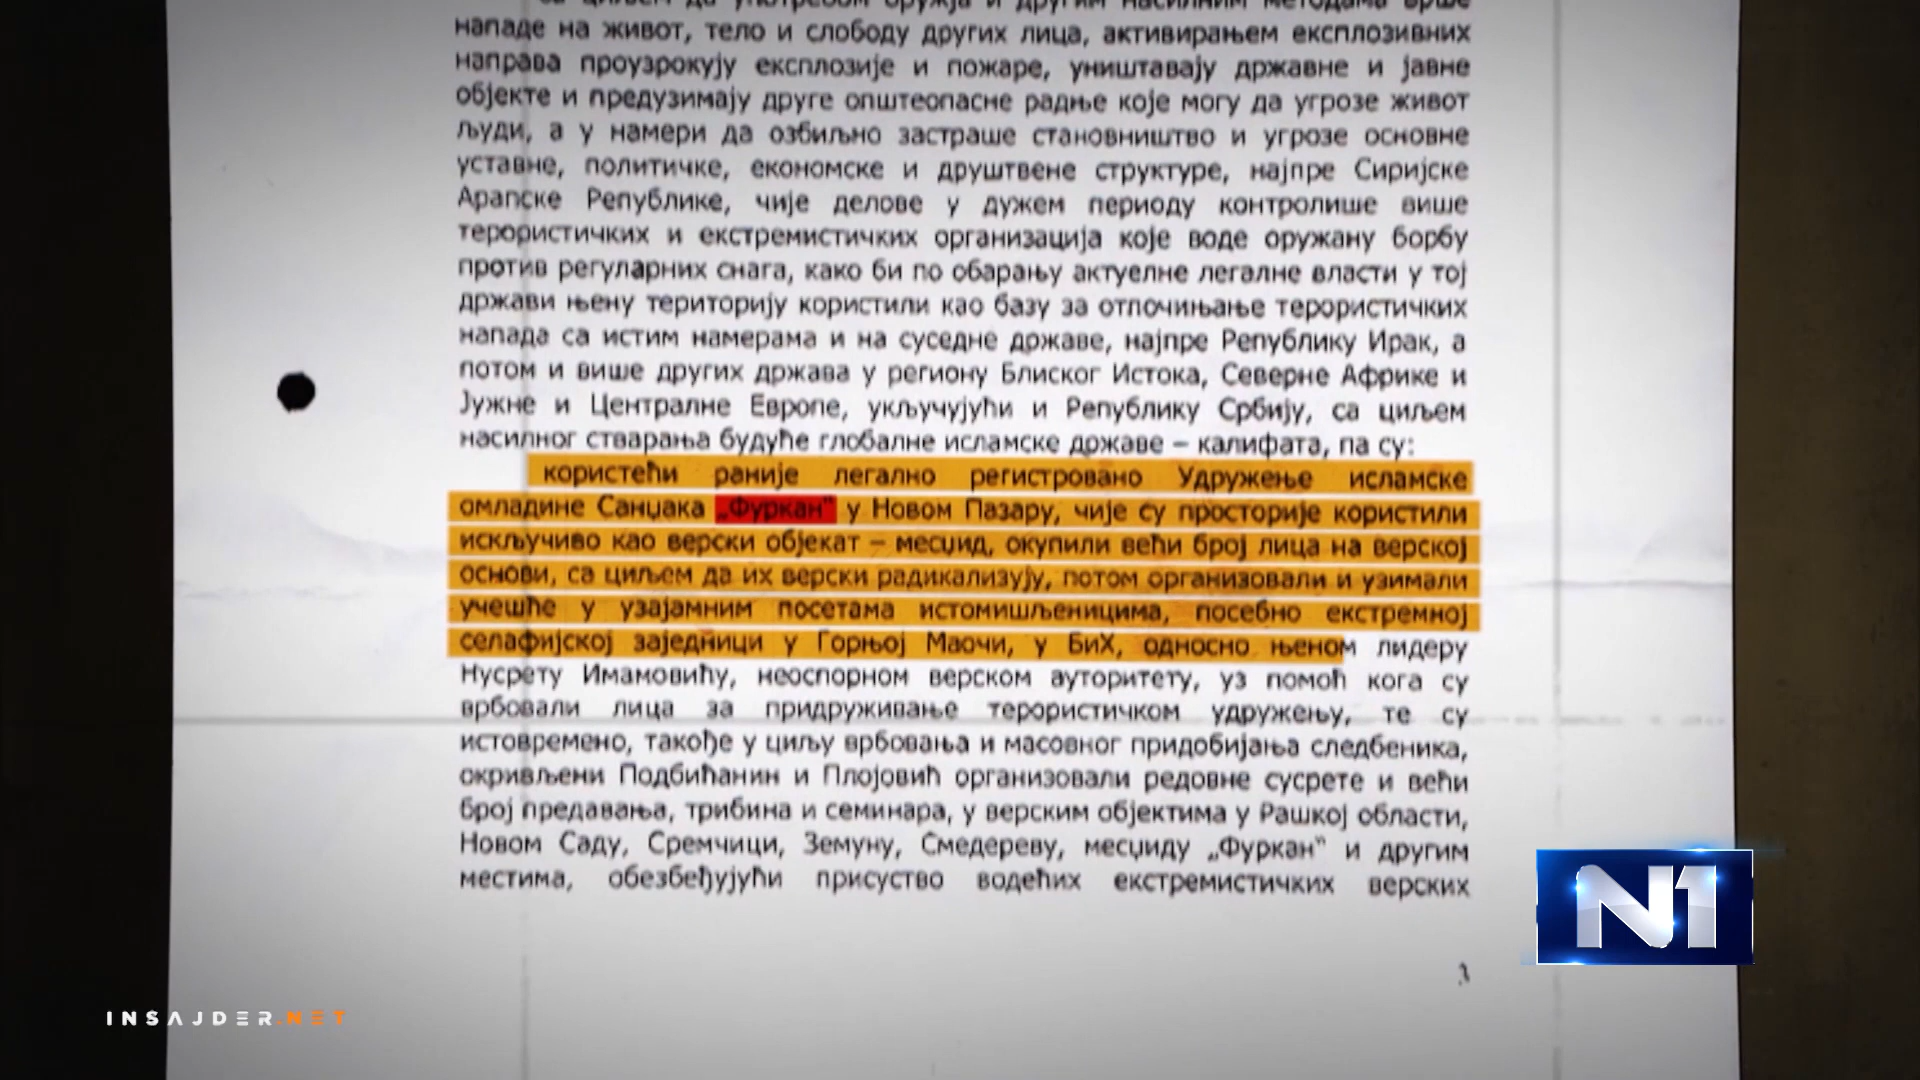 са циљем да употребом оружја и другим насилним методама врше
нападе на живот, тело и слободу других лица, активирањем експлозивних
направа проузрокују експлозије и пожаре, уништавају државне и јавне
објекте и предузимају друге општеопасне радње које могу да угрозе живот
људи, а у намери да озбиљно застраше становништво и угрозе основне
уставне, политичке, економске и друштвене структуре, најпре Сиријске
Арапске Републике, чије делове у дужем периоду контролише више
терористичких и екстремистичких организација које воде оружану борбу
против регуларних снага, како би по обарању актуелне легалне власти у тој
држави њену територију користили као базу за отпочињање терористичких
напада са истим намерама и на суседне државе, најпре Републику Ирак, а
потом и више других држава у региону Блиског Истока, Северне Африке и
Јужне и Централне Европе, укључујући и Републику Србију, са циљем
насилног стварања будуће глобалне исламске државе – калифата, па су:
користећи раније легално регистровано Удружење исламске
омладине Санџака „Фуркан" у Новом Пазару, чије су просторије користили
искључиво као верски објекат – месџид, окупили већи број лица на верској
основи, са циљем да их верски радикализују, потом организовали и узимали
учешће у узајамним посетама истомишљеницима, посебно екстремној
селафијској заједници у Горњој Маочи, у БиХ, односно њеном лидеру
Нусрету Имамовићу, неоспорном верском ауторитету, уз помоћ кога су
врбовали лица за придруживање терористичком удружењу, те су
истовремено, такође у циљу врбовања и масовног придобијања следбеника,
окривљени Подбићанин и Плојовић организовали редовне сусрете и већи
број предавања, трибина и семинара, у верским објектима у Рашкој области,
Новом Саду, Сремчици, Земуну, Смедереву, месџиду „Фуркан" и другим
местима, обезбеђујући присуство водећих екстремистичких верских
N1
3
INSAJDER.NET